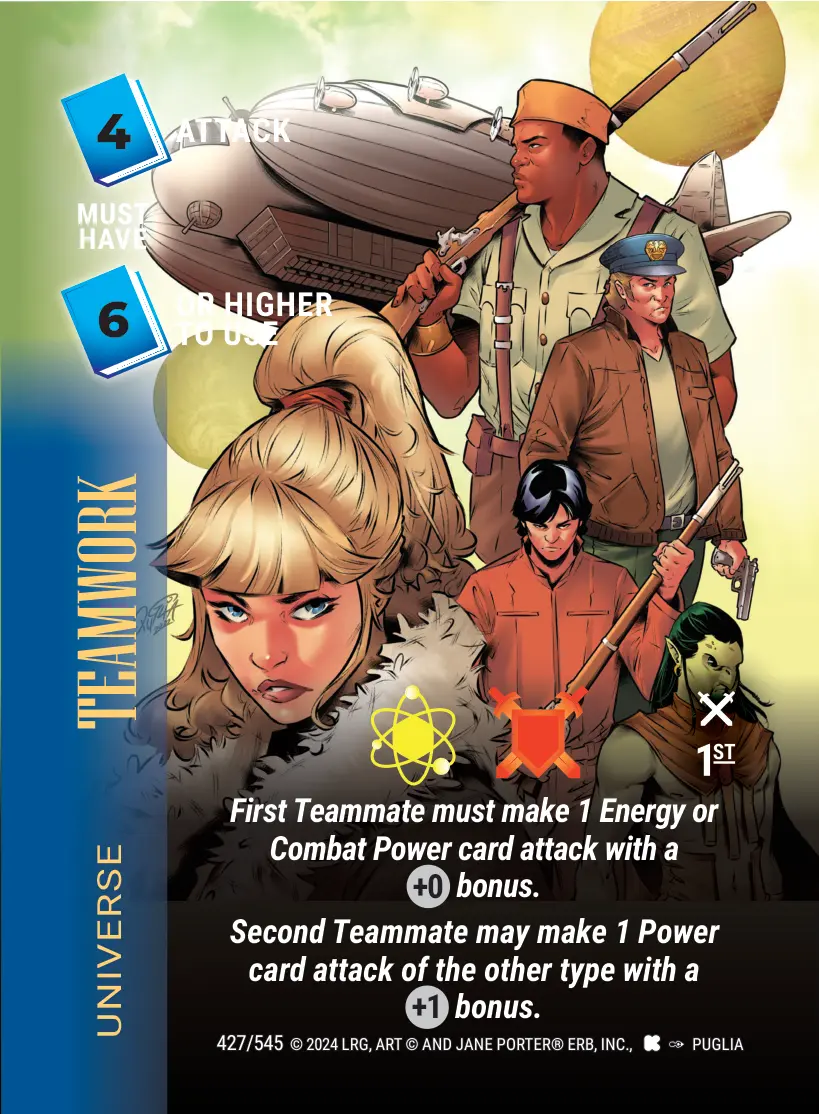 4 ATTACK
MUST
HAVE
6 OR HIGHER
TO USE
TEAMWORK
UNIVERSE
1ST
First Teammate must make 1 Energy or
Combat Power card attack with a
+0 bonus.
Second Teammate may make 1 Power
card attack of the other type with a
+1 bonus.
427/545 © 2024 LRG, ART © AND JANE PORTER® ERB, INC., PUGLIA